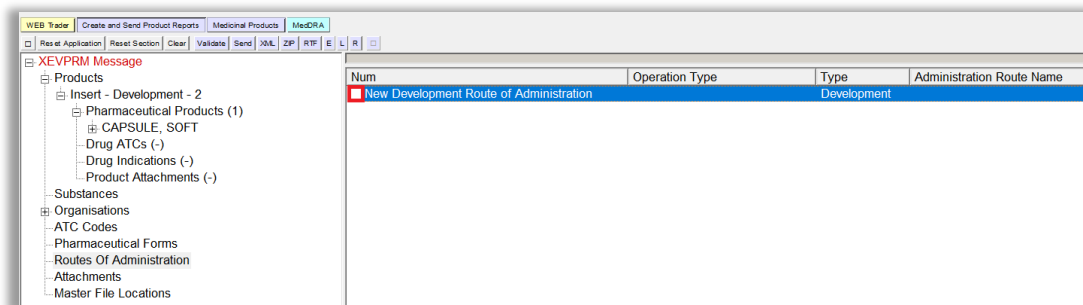 WEB Trader Create and Send Product Reports Medicinal Products MedDRA
Reset Application Reset Section Clear Validate Send XML ZIP RTF E L R
XEVPRM Message
Products
Insert - Development - 2
Pharmaceutical Products (1)
CAPSULE, SOFT
Drug ATCs (-)
Drug Indications (-)
Product Attachments (-)
Substances
Organisations
ATC Codes
Pharmaceutical Forms
Routes Of Administration
Attachments
Master File Locations
Num Operation Type Type Administration Route Name
New Development Route of Administration Development